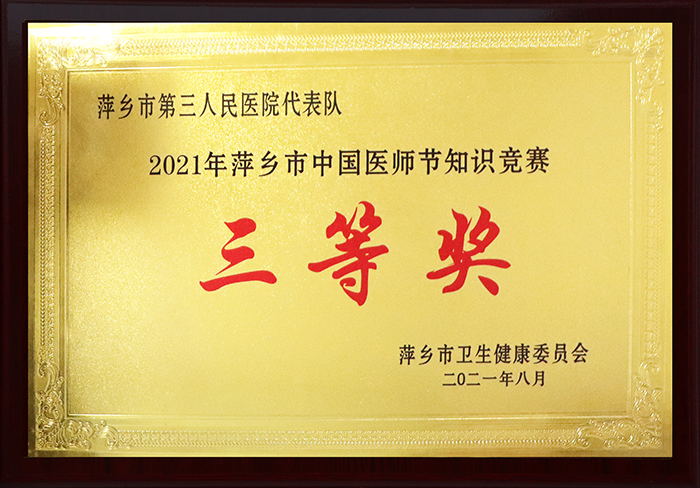 萍乡市第三人民医院代表队
2021年萍乡市中国医师节知识竞赛
三等奖
萍乡市卫生健康委员会
二〇二一年八月